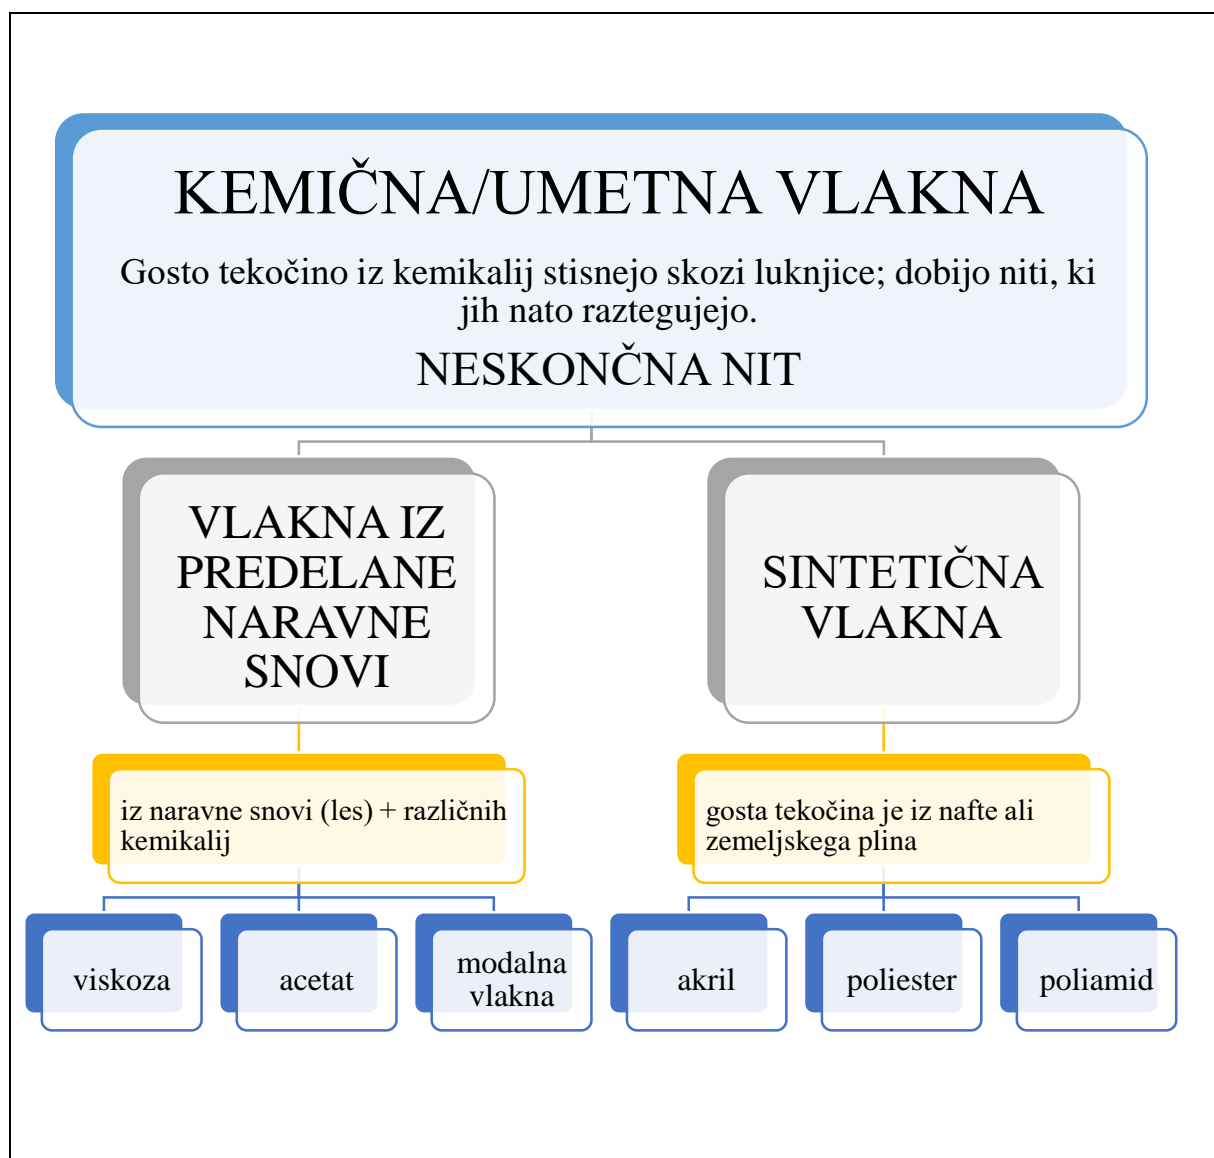 KEMIČNA/UMETNA VLAKNA
Gosto tekočino iz kemikalij stisnejo skozi luknjice; dobijo niti, ki
jih nato raztegujejo.
NESKONČNA NIT
VLAKNA IZ
PREDELANE
NARAVNE
SNOVI
SINTETIČNA
VLAKNA
iz naravne snovi (les) + različnih
kemikalij
gosta tekočina je iz nafte ali
zemeljskega plina
viskoza
acetat
modalna
vlakna
akril
poliester
poliamid